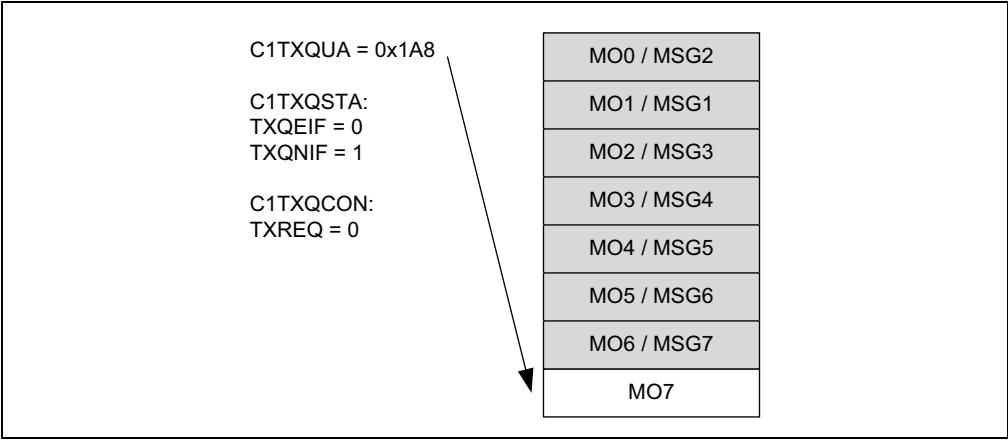 C1TXQUA = 0x1A8
C1TXQSTA:
TXQEIF = 0
TXQNIF = 1
C1TXQCON:
TXREQ = 0
MO0 / MSG2
MO1 / MSG1
MO2 / MSG3
MO3 / MSG4
MO4 / MSG5
MO5 / MSG6
MO6 / MSG7
MO7